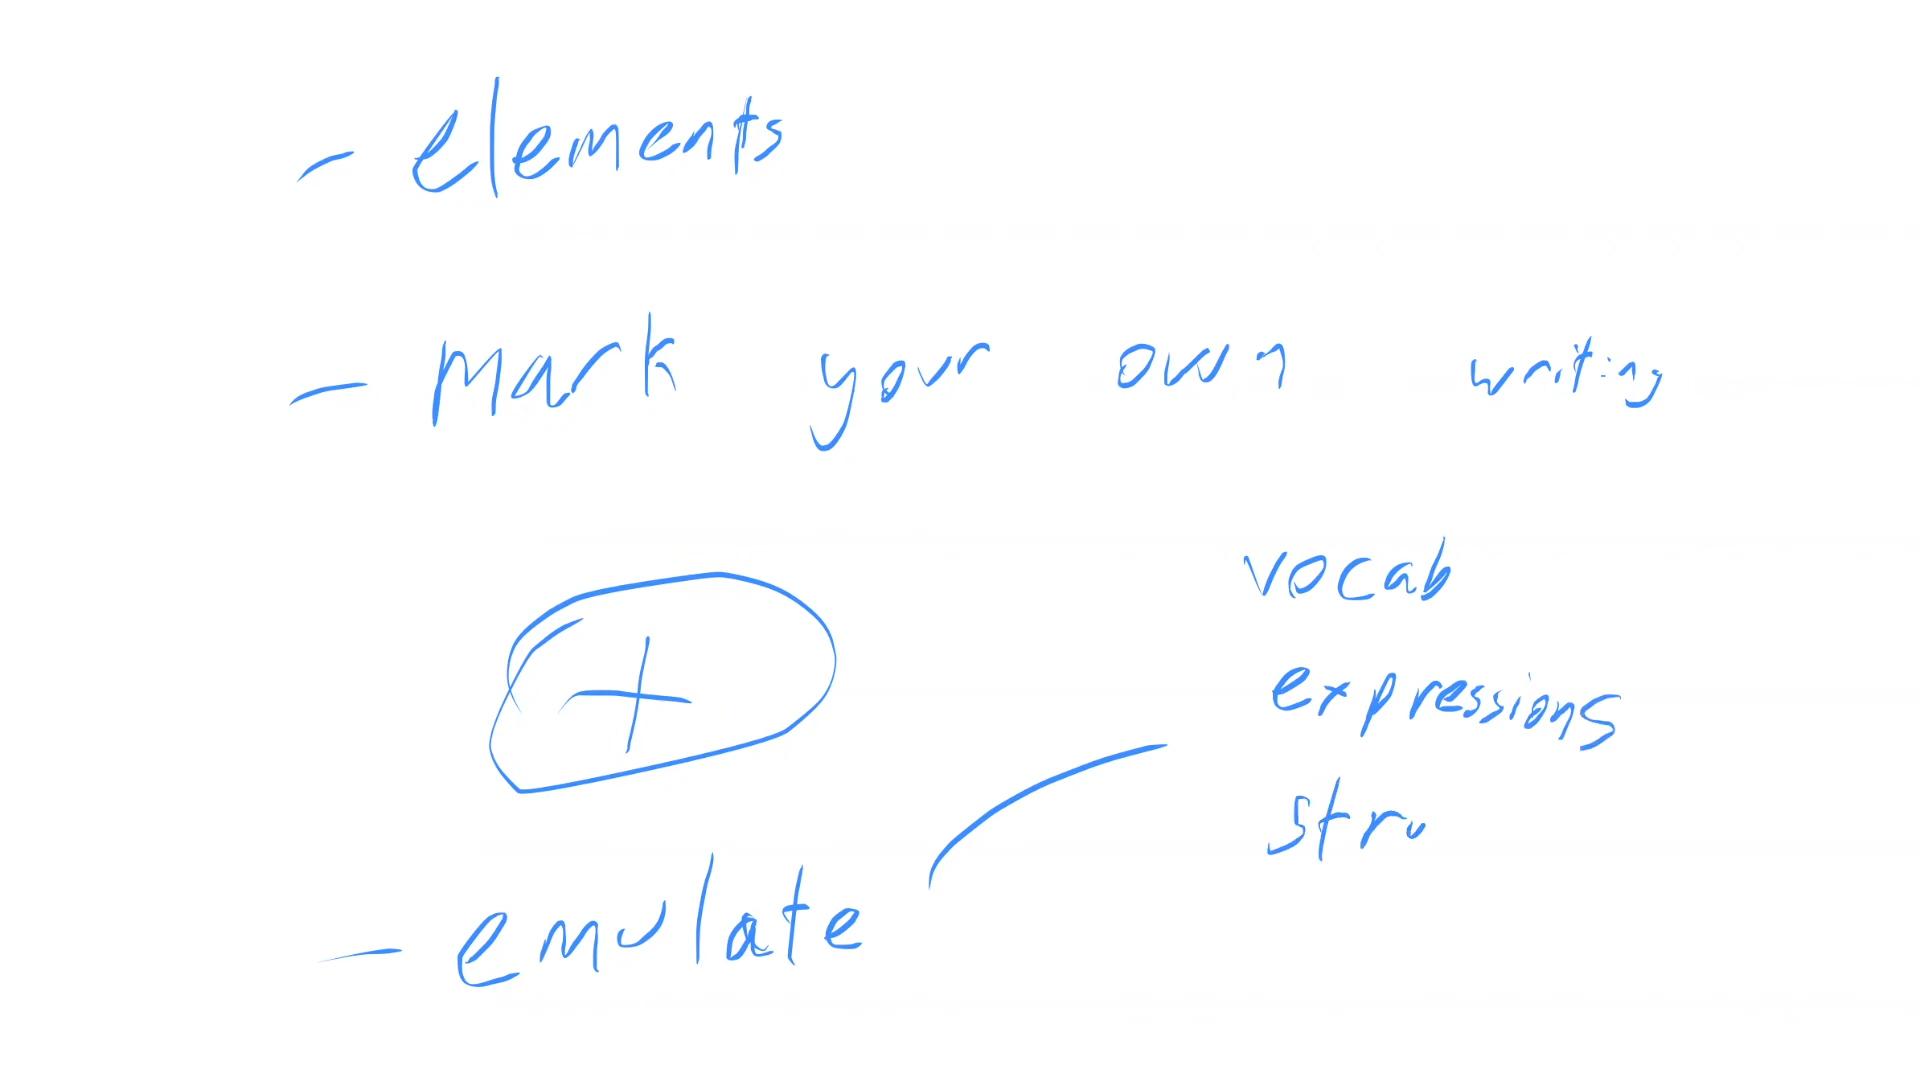 - elements
- mark your own writing
+
vocab
expressions
stru
- emulate